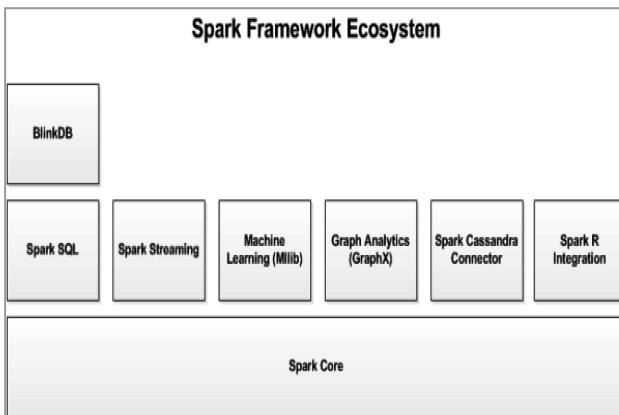 Spark Framework Ecosystem
BlinkDB
Spark SQL
Spark Streaming
Machine
Learning (Mllib)
Graph Analytics
(GraphX)
Spark Cassandra
Connector
Spark R
Integration
Spark Core